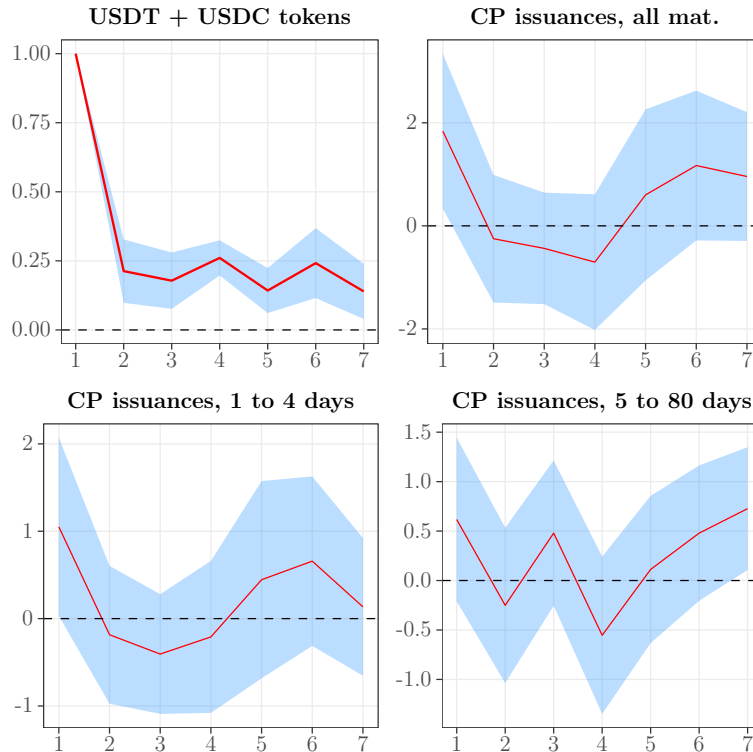 USDT + USDC tokens
1.00
0.75
0.50
0.25
0.00
1 2 3 4 5 6 7
CP issuances, all mat.
2
0
-2
1 2 3 4 5 6 7
CP issuances, 1 to 4 days
2
1
0
-1
1 2 3 4 5 6 7
CP issuances, 5 to 80 days
1.5
1.0
0.5
0.0
-0.5
-1.0
1 2 3 4 5 6 7